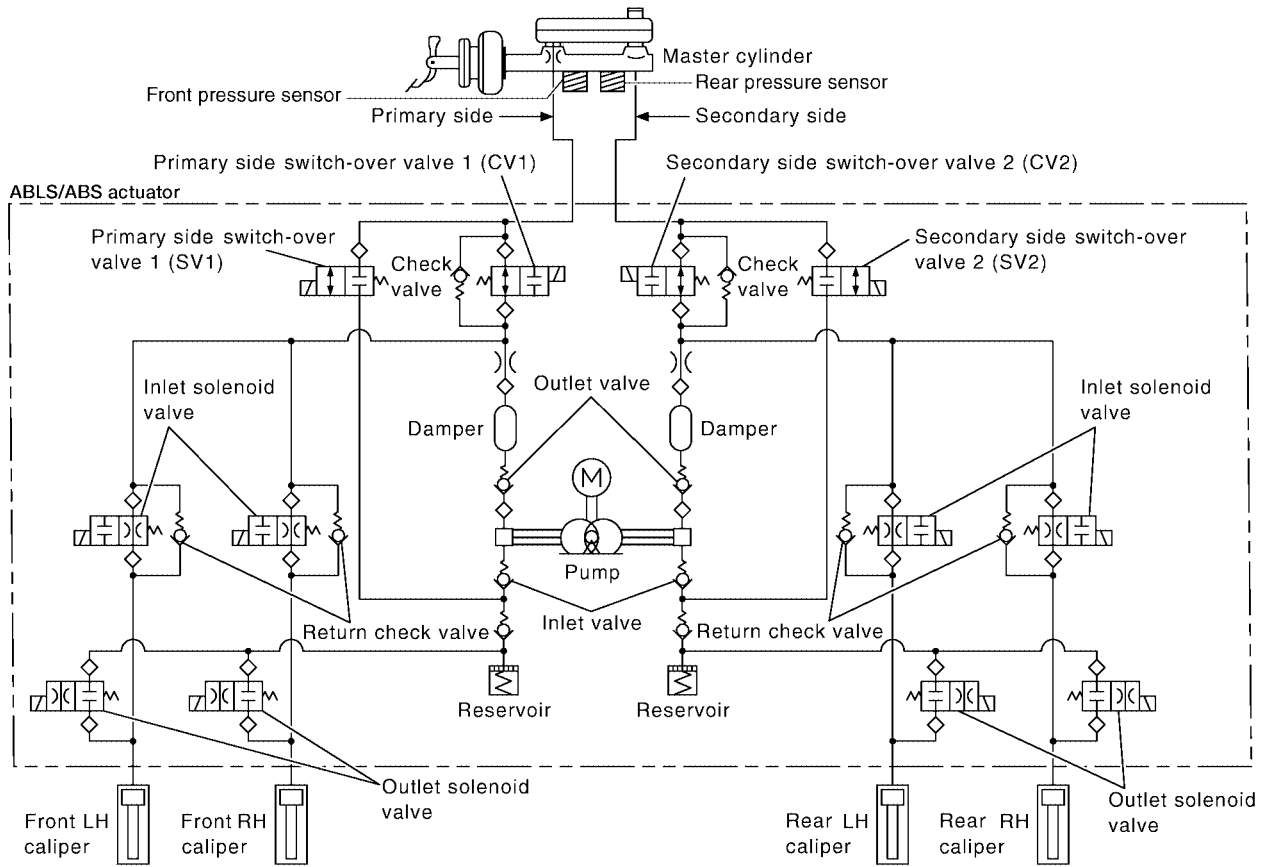 Master cylinder
Front pressure sensor
Rear pressure sensor
Primary side
Secondary side
Primary side switch-over valve 1 (CV1)
Secondary side switch-over valve 2 (CV2)
ABLS/ABS actuator
Primary side switch-over
valve 1 (SV1)
Check
valve
Check
valve
Secondary side switch-over
valve 2 (SV2)
Inlet solenoid
valve
Outlet valve
Inlet solenoid
valve
Damper
Damper
M
Pump
Return check valve
Inlet valve
Return check valve
Reservoir
Reservoir
Outlet solenoid
valve
Outlet solenoid
valve
Front LH
caliper
Front RH
caliper
Rear LH
caliper
Rear RH
caliper